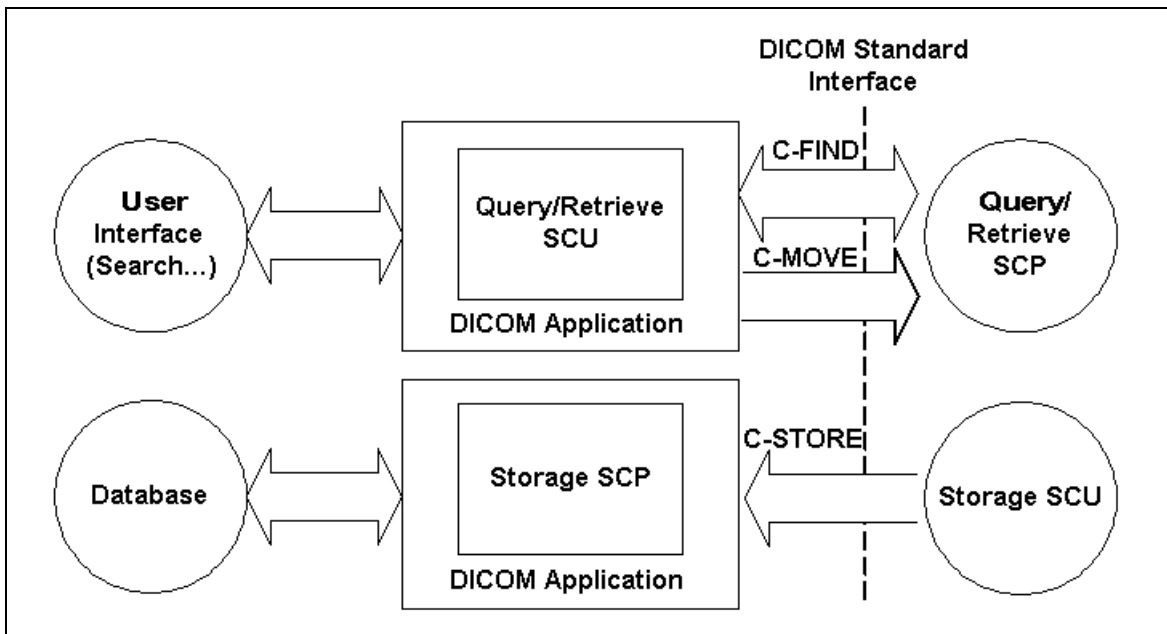 DICOM Standard
Interface
User
Interface
(Search...)
Query/Retrieve
SCU
DICOM Application
C-FIND
C-MOVE
Query/
Retrieve
SCP
Database
Storage SCP
DICOM Application
C-STORE
Storage SCU